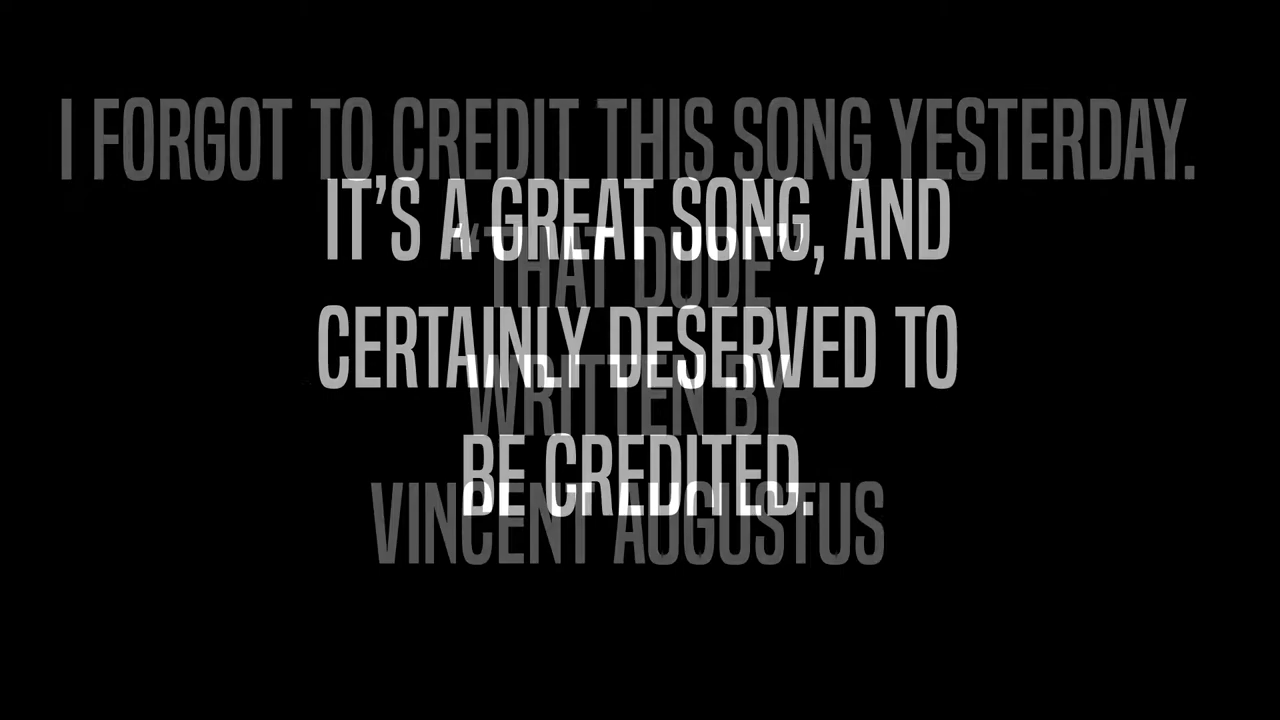 I FORGOT TO CREDIT THIS SONG YESTERDAY.
"THAT DUDE"
WRITTEN BY
VINCENT AUGUSTUS
IT'S A GREAT SONG, AND
CERTAINLY DESERVED TO
BE CREDITED.